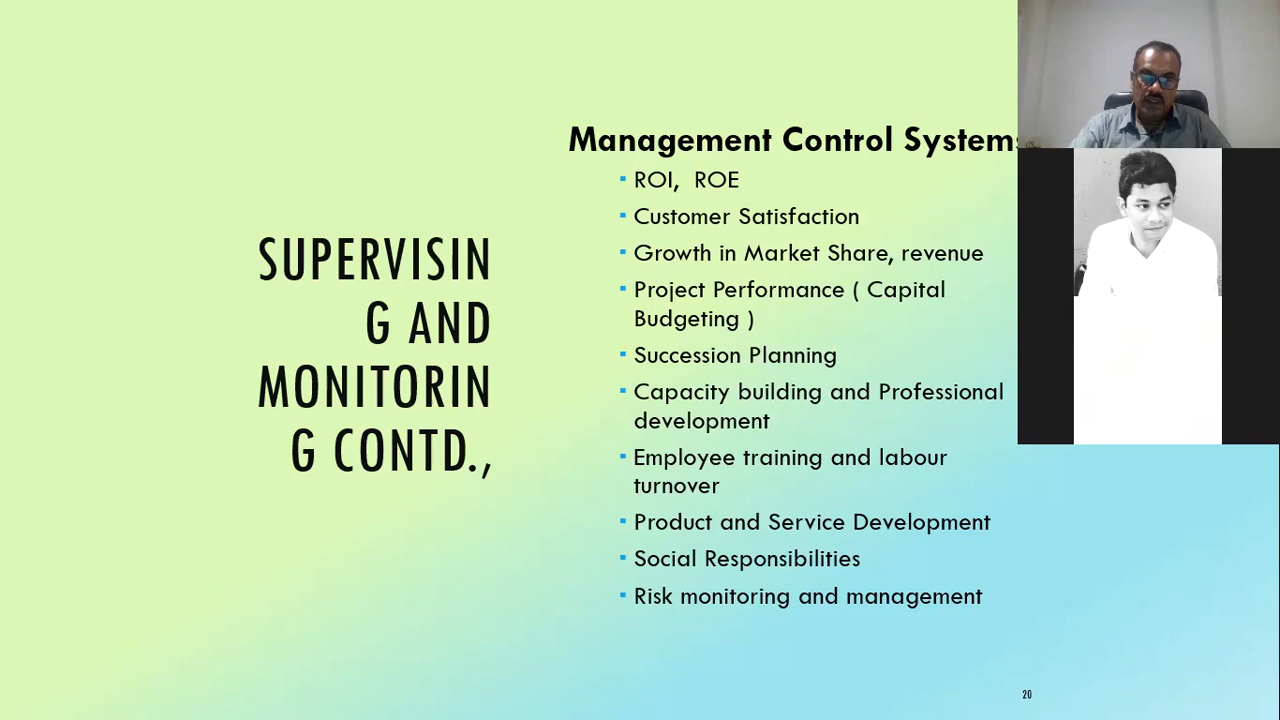 SUPERVISIN
G AND
MONITORIN
G CONTD.,
Management Control Systems
ROI,  ROE
Customer Satisfaction
Growth in Market Share, revenue
Project Performance ( Capital
Budgeting )
Succession Planning
Capacity building and Professional
development
Employee training and labour
turnover
Product and Service Development
Social Responsibilities
Risk monitoring and management
20